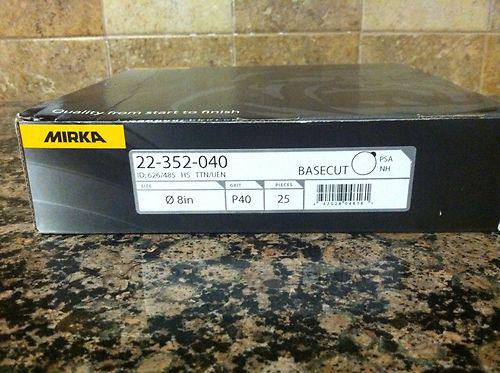 Quality from start to finish
MIRKA
22-352-040
ID: 626/485 HS TTN/UEN
BASECUT
PSA
NH
SIZE GRIT PIECES
Ø 8in P40 25